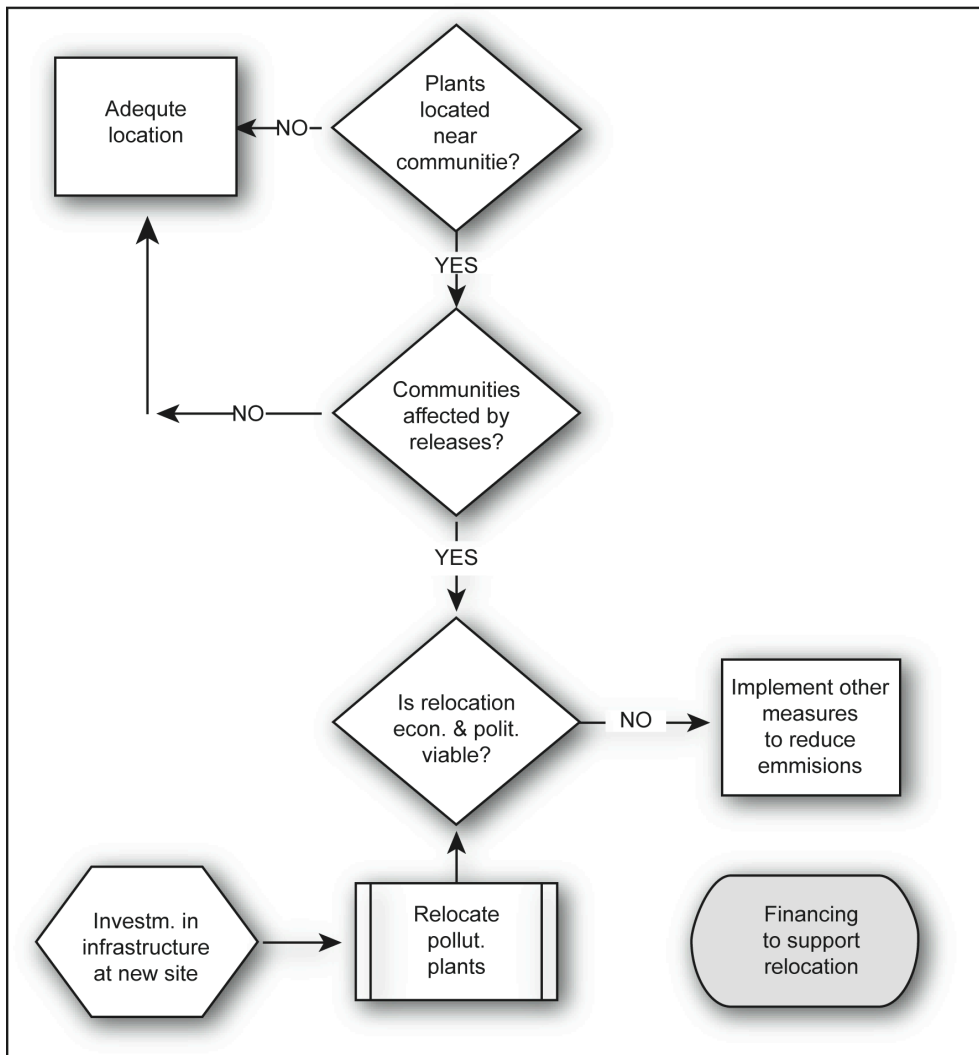 Plants
located
near
communitie?
Adequte
location
NO
YES
Communities
affected by
releases?
NO
YES
Is relocation
econ. & polit.
viable?
NO
Implement other
measures
to reduce
emmisions
Investm. in
infrastructure
at new site
Relocate
pollut.
plants
Financing
to support
relocation